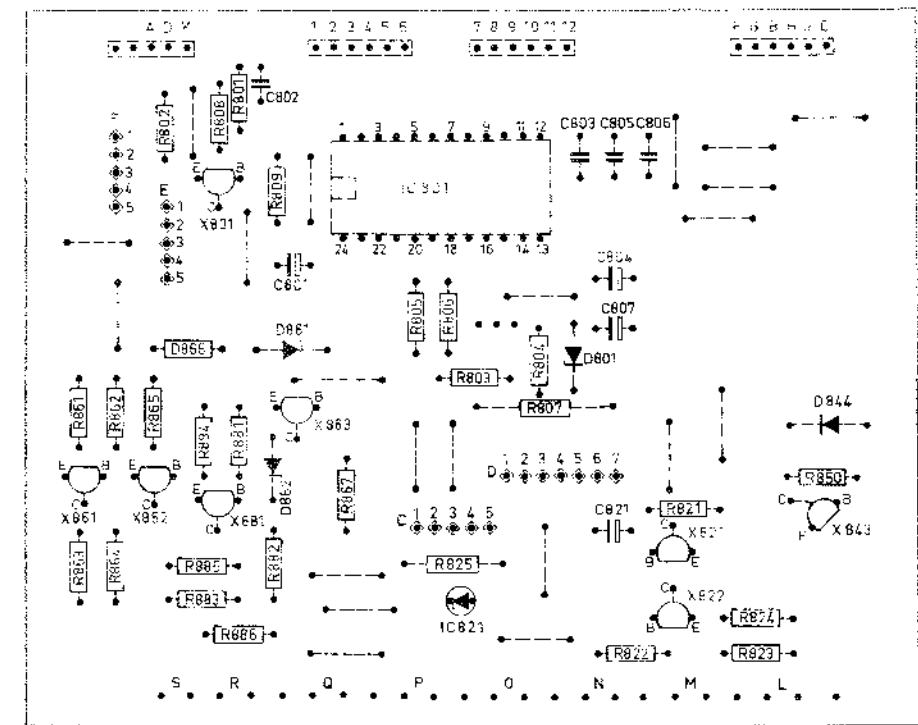 A D Y
1 2 3 4 5 6
7 8 9 10 11 12
R802
R808
R801
C802
1 3 5 7 9 11 12
C803 C805 C806
1
2
3
4
5
E B
C
X801
R809
IC801
E
1
2
3
4
5
24 22 20 18 16 14 13
C801
C804
R805
R806
C807
D861
R804
D801
R803
R807
R861
R862
R865
E B
C
X863
D844
R881
D862
R867
D 1 2 3 4 5 6 7
R850
E B
C
X861
E B
C
X862
E B
C
X881
C 1 2 3 4 5
C821
R821
C B
X843
C
X821
B E
R863
R864
R885
R882
R825
R883
IC823
C
X822
B E
R886
R824
R822
R823
S R Q P O N M L